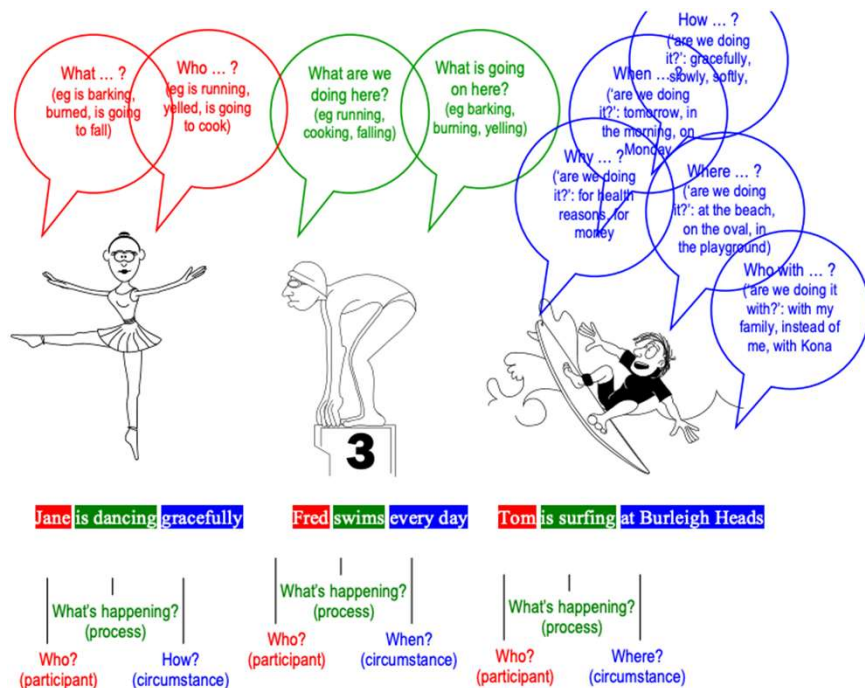 What … ?
(eg is barking,
burned, is going
to fall)
Who … ?
(eg is running,
yelled, is going
to cook)
What are we
doing here?
(eg running,
cooking, falling)
What is going
on here?
(eg barking,
burning, yelling)
How … ?
('are we doing
it?': gracefully,
slowly, softly,
When … ?
('are we doing
it?': tomorrow, in
the morning, on
Monday
Why … ?
('are we doing
it?': for health
reasons, for
money
Where … ?
('are we doing
it?': at the beach,
on the oval, in
the playground)
Who with … ?
('are we doing it
with?': with my
family, instead of
me, with Kona
3
Jane is dancing gracefully
Fred swims every day
Tom is surfing at Burleigh Heads
What's happening?
(process)
Who?
(participant)
How?
(circumstance)
What's happening?
(process)
Who?
(participant)
When?
(circumstance)
What's happening?
(process)
Who?
(participant)
Where?
(circumstance)